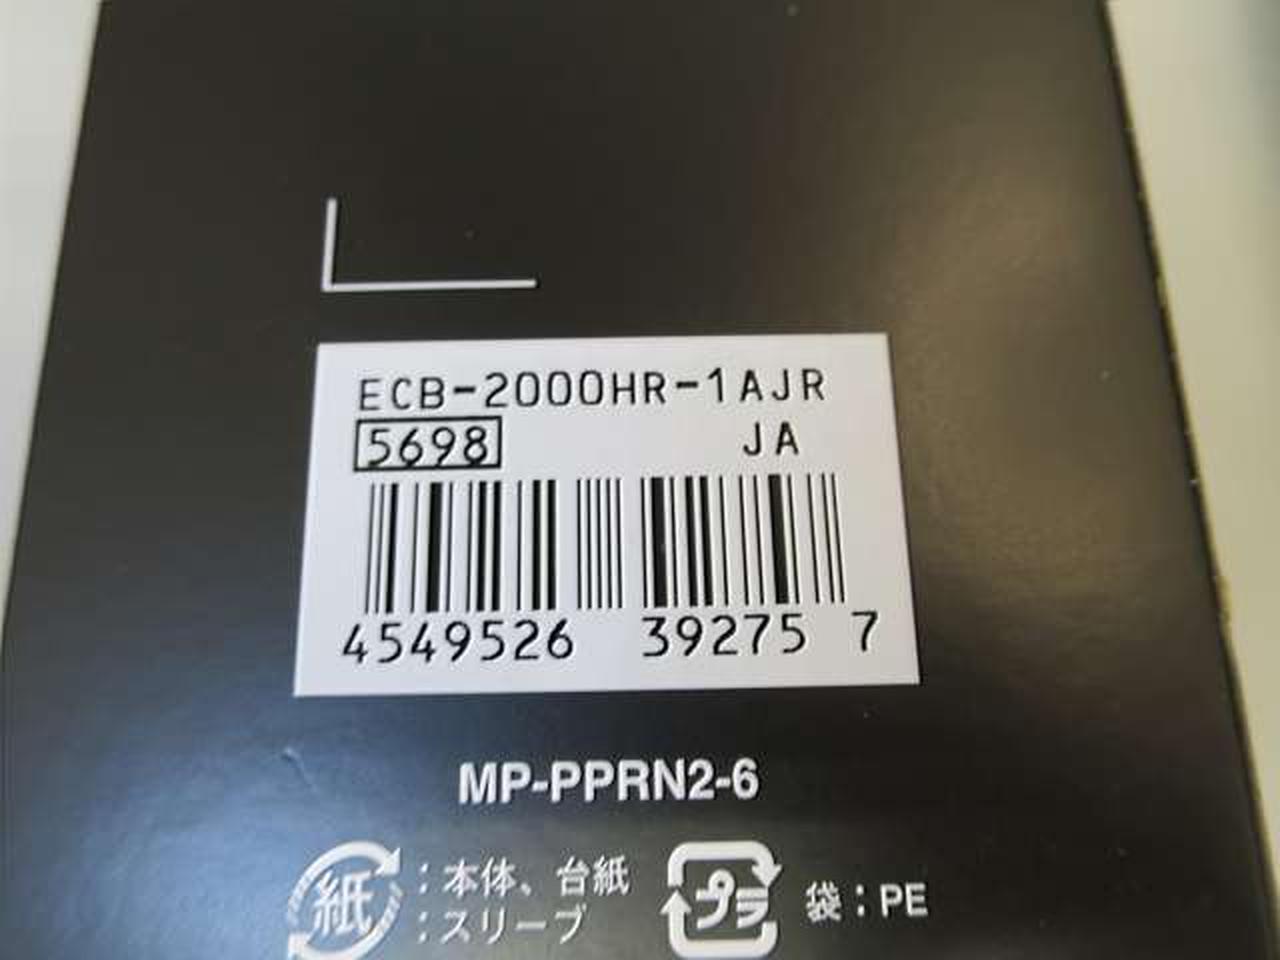 ECB-2000HR-1AJR
5698 JA
4549526 39275 7
MP-PPRN2-6
紙 :本体、台紙
:スリーブ
プラ 袋:PE